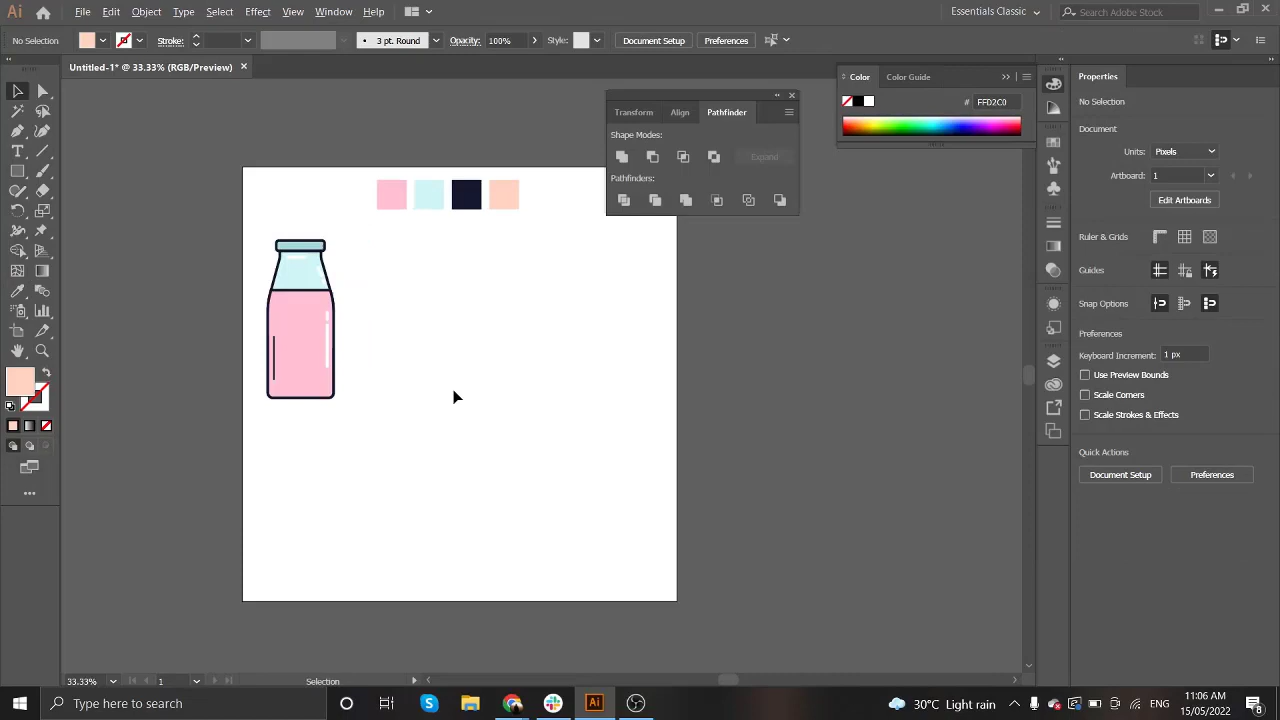 Ai File Edit Object Type Select Effect View Window Help Essentials Classic Search Adobe Stock
No Selection Stroke: 3 pt. Round Opacity: 100% Style: Document Setup Preferences
Untitled-1* @ 33.33% (RGB/Preview)
Color Color Guide
# FFD2C0
Transform Align Pathfinder
Shape Modes:
Expand
Pathfinders:
Properties
No Selection
Document
Units: Pixels
Artboard: 1
Edit Artboards
Ruler & Grids
Guides
Snap Options
Preferences
Keyboard Increment: 1 px
Use Preview Bounds
Scale Corners
Scale Strokes & Effects
Quick Actions
Document Setup Preferences
33.33% 1 Selection
Type here to search
Ai
30°C Light rain
11:06 AM
15/05/2022
8